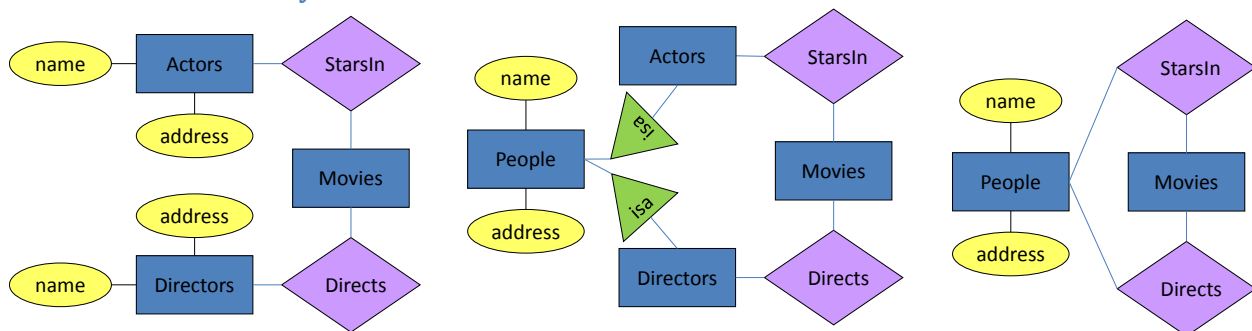 name
Actors
StarsIn
address
Movies
address
name
Directors
Directs
Actors
StarsIn
name
isa
People
Movies
isa
address
Directors
Directs
StarsIn
name
People
Movies
address
Directs